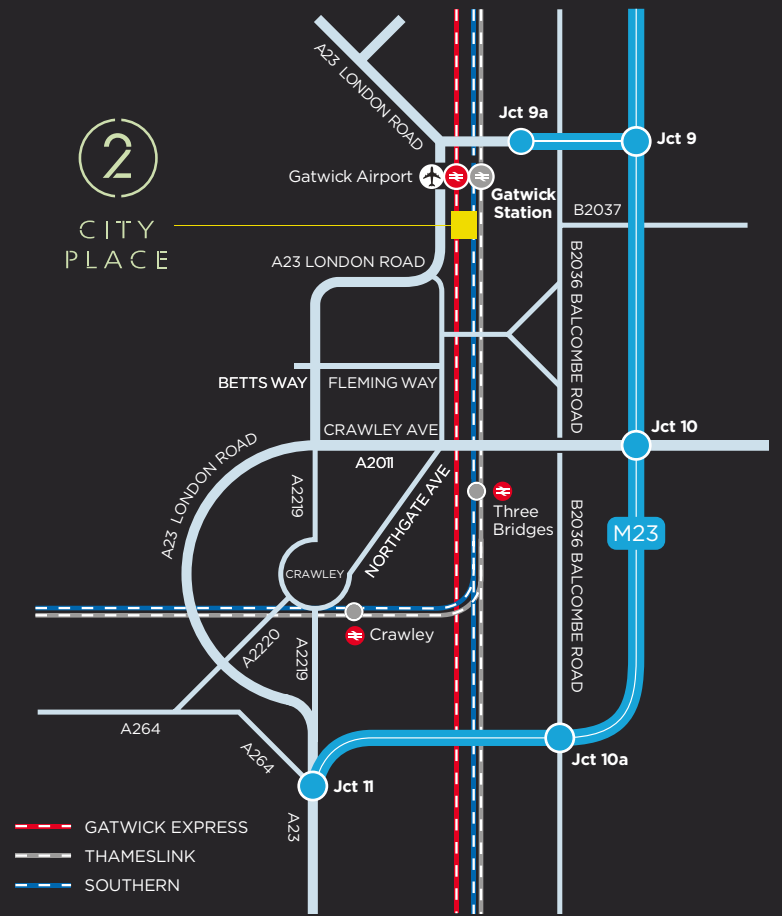 A23 LONDON ROAD
Jct 9a
Jct 9
2
CITY
PLACE
Gatwick Airport
Gatwick
Station
B2037
A23 LONDON ROAD
B2036 BALCOMBE ROAD
BETTS WAY
FLEMING WAY
CRAWLEY AVE
A2011
Jct 10
A23 LONDON ROAD
A2219
NORTHGATE AVE
Three
Bridges
M23
B2036 BALCOMBE ROAD
CRAWLEY
Crawley
A2220
A2219
A264
A264
Jct 10a
Jct 11
A23
GATWICK EXPRESS
THAMESLINK
SOUTHERN